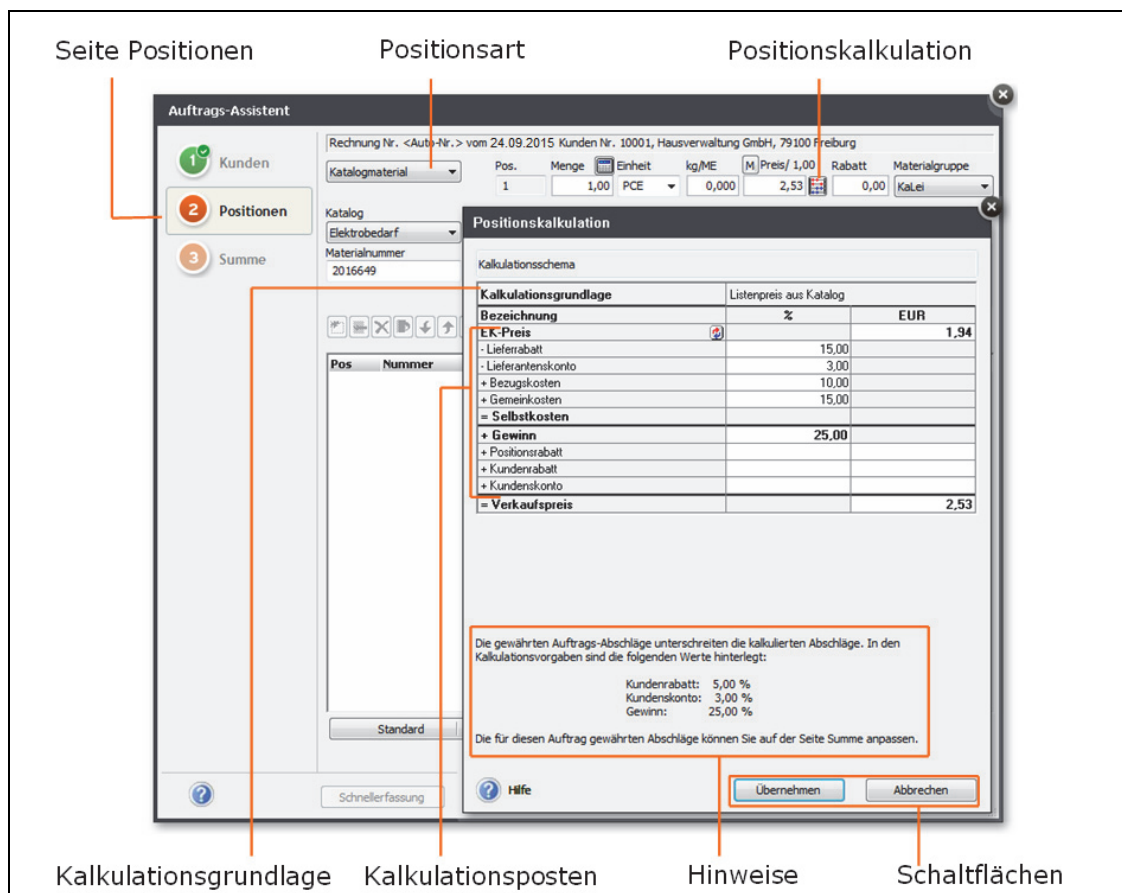 Seite Positionen
Positionsart
Positionskalkulation
Auftrags-Assistent
1 Kunden
2 Positionen
3 Summe
Rechnung Nr. <Auto-Nr.> vom 24.09.2015 Kunden Nr. 10001, Hausverwaltung GmbH, 79100 Freiburg
Katalogmaterial
Pos. Menge Einheit kg/ME M Preis/ 1,00 Rabatt Materialgruppe
1 1,00 PCE 0,000 2,53 0,00 KaLei
Katalog
Elektrobedarf
Materialnummer
2016649
Pos Nummer
Standard
Schnellerfassung
Positionskalkulation
Kalkulationsschema
Kalkulationsgrundlage Listenpreis aus Katalog
Bezeichnung % EUR
EK-Preis 1,94
- Lieferrabatt 15,00
- Lieferantenskonto 3,00
+ Bezugskosten 10,00
+ Gemeinkosten 15,00
= Selbstkosten
+ Gewinn 25,00
+ Positionsrabatt
+ Kundenrabatt
+ Kundenskonto
= Verkaufspreis 2,53
Die gewährten Auftrags-Abschläge unterschreiten die kalkulierten Abschläge. In den
Kalkulationsvorgaben sind die folgenden Werte hinterlegt:
Kundenrabatt: 5,00 %
Kundenskonto: 3,00 %
Gewinn: 25,00 %
Die für diesen Auftrag gewährten Abschläge können Sie auf der Seite Summe anpassen.
? Hilfe
Übernehmen
Abbrechen
?
Kalkulationsgrundlage
Kalkulationsposten
Hinweise
Schaltflächen